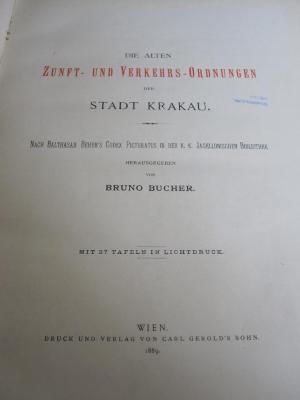 DIE ALTEN
ZUNFT- UND VERKEHRS-ORDNUNGEN
DER
STADT KRAKAU.
NACH BALTHASAR BEHEM'S CODEX PICTURATUS IN DER K. K. JAGELLONISCHEN BIBLIOTHEK
HERAUSGEGEBEN
VON
BRUNO BUCHER.
MIT 27 TAFELN IN LICHTDRUCK.
WIEN.
DRUCK UND VERLAG VON CARL GEROLD'S SOHN.
1889.